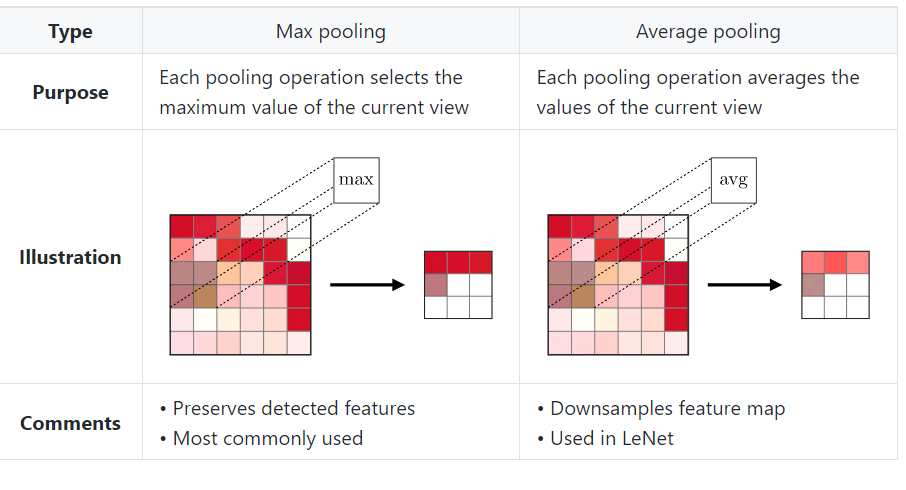 Type
Max pooling
Average pooling
Purpose
Each pooling operation selects the
maximum value of the current view
Each pooling operation averages the
values of the current view
Illustration
max
avg
Comments
• Preserves detected features
• Most commonly used
• Downsamples feature map
• Used in LeNet